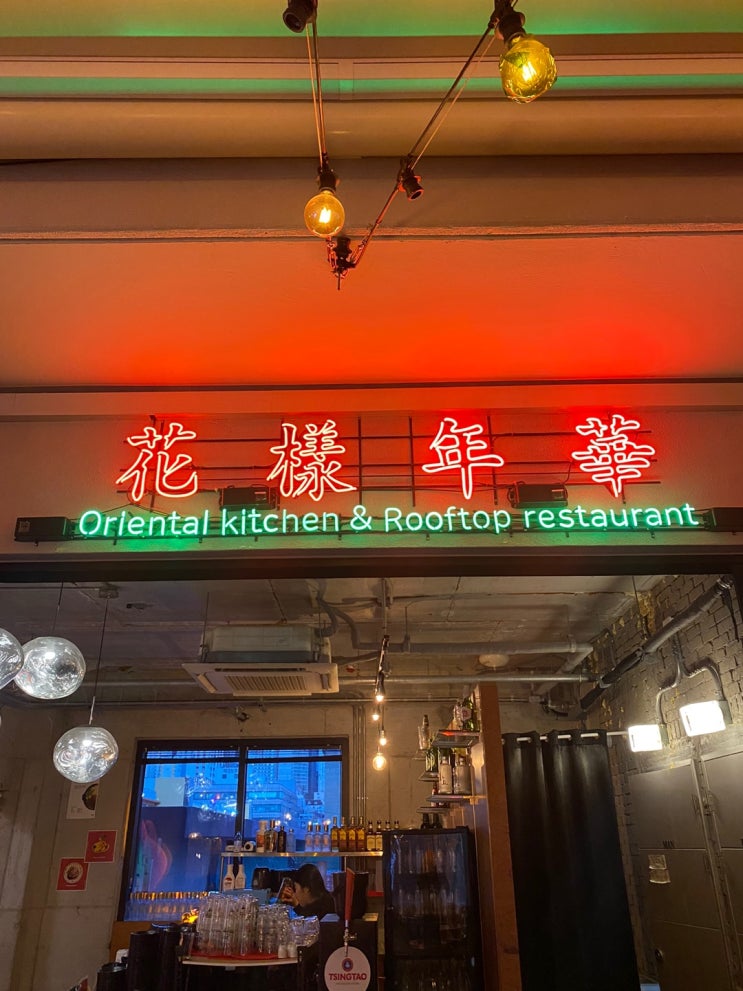 花樣年華
Oriental kitchen & Rooftop restaurant
TSINGTAO